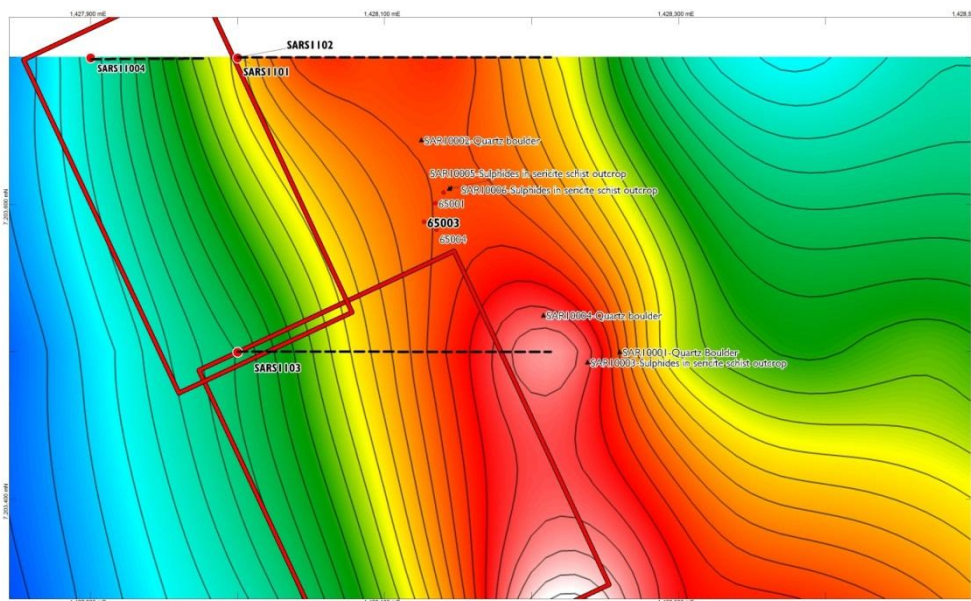 1,427,900 mE
1,428,100 mE
1,428,300 mE
SARS1102
SARS11004
SARS1101
SAR10002-Quartz boulder
SAR10005-Sulphides in sericite schist outcrop
SAR10006-Sulphides in sericite schist outcrop
65001
7,203,600 mN
65003
65004
SAR10004-Quartz boulder
SAR10001-Quartz Boulder
SAR10003-Sulphides in sericite schist outcrop
SARS1103
7,203,400 mN